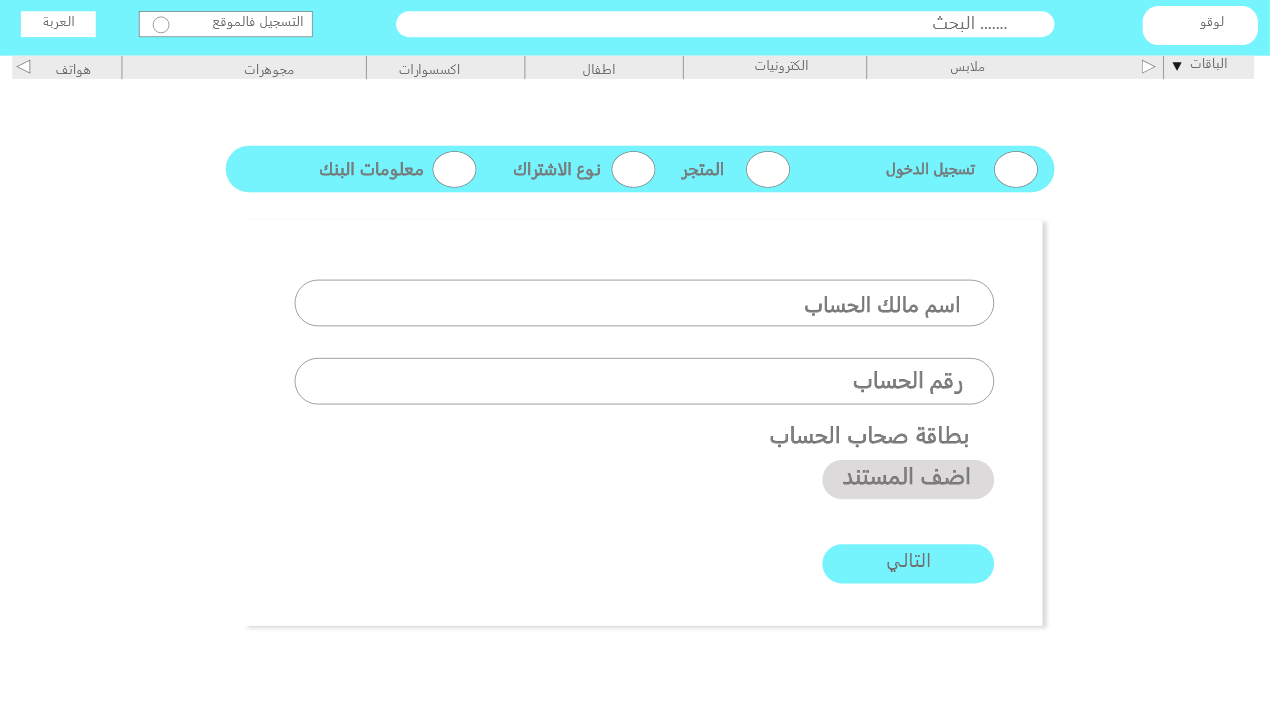 لوقو
البحث .......
التسجيل فالموقع
العربة
الباقات
ملابس
الكترونيات
اطفال
اكسسوارات
مجوهرات
هواتف
تسجيل الدخول
المتجر
نوع الاشتراك
معلومات البنك
اسم مالك الحساب
رقم الحساب
بطاقة صحاب الحساب
اضف المستند
التالي